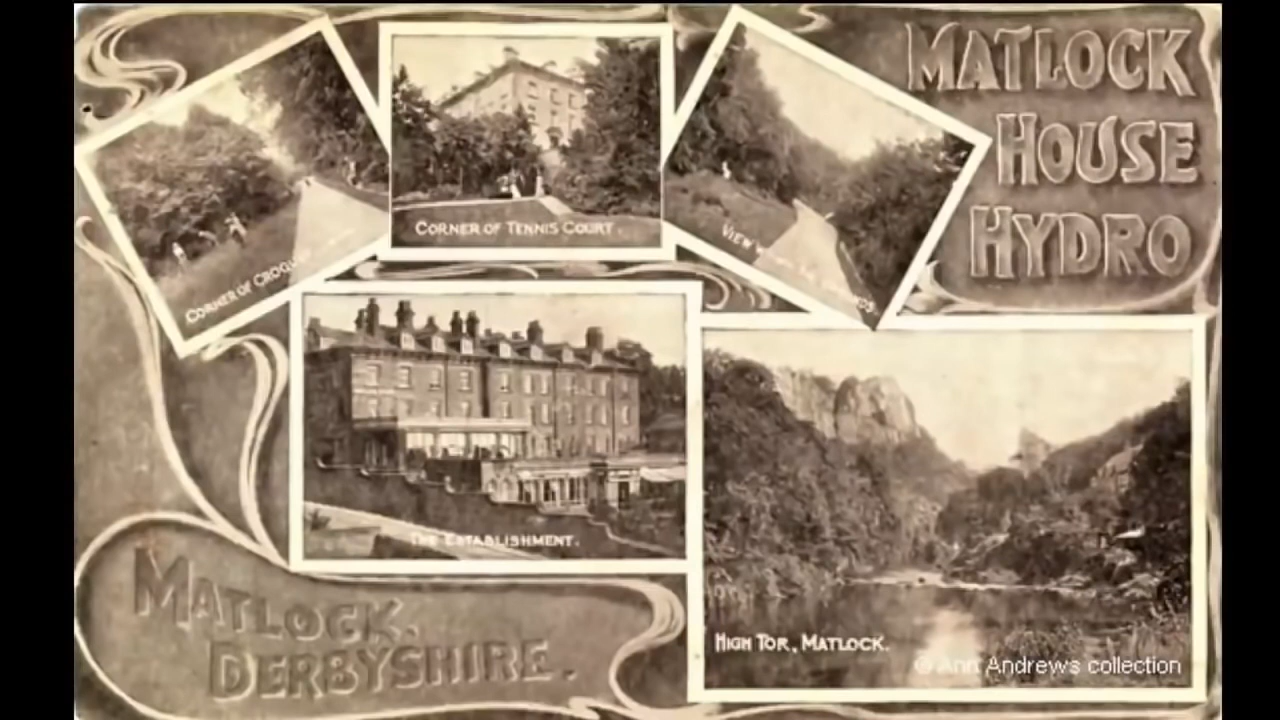 MATLOCK
HOUSE
HYDRO
CORNER OF TENNIS COURT.
CORNER OF
VIEW
THE ESTABLISHMENT.
HIGH TOR, MATLOCK.
© Ann Andrews collection
MATLOCK.
DERBYSHIRE.